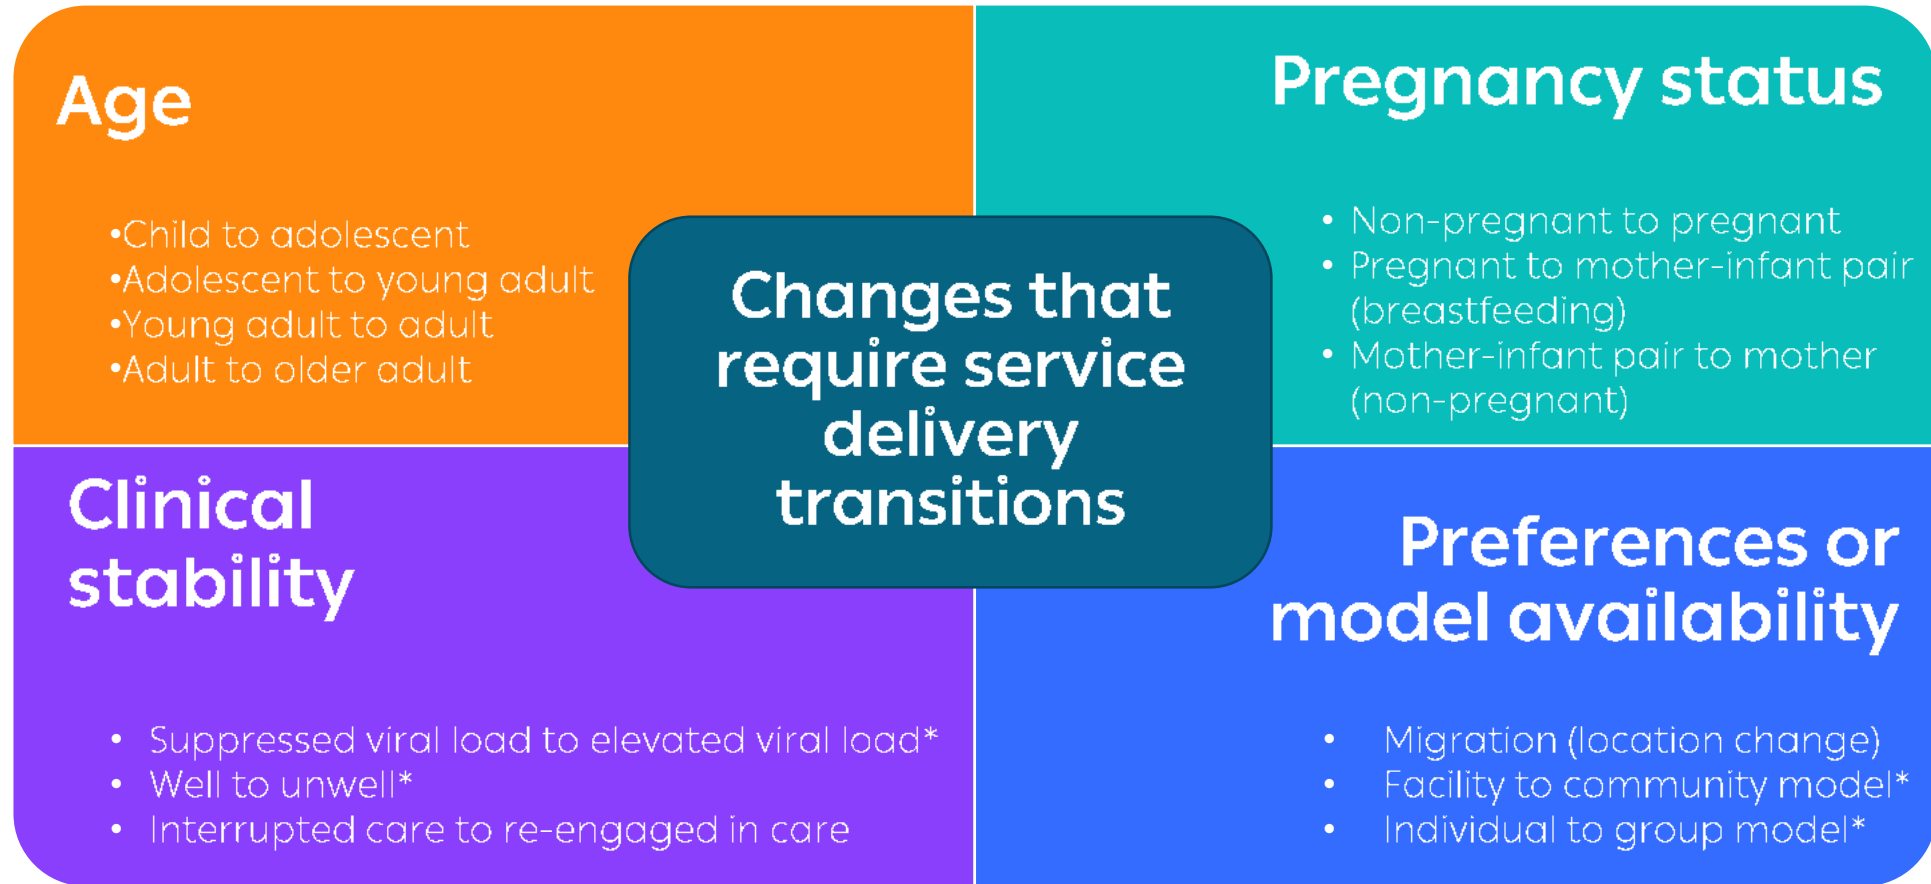 Age
•Child to adolescent
•Adolescent to young adult
•Young adult to adult
•Adult to older adult
Pregnancy status
• Non-pregnant to pregnant
• Pregnant to mother-infant pair
(breastfeeding)
• Mother-infant pair to mother
(non-pregnant)
Changes that
require service
delivery
transitions
Clinical
stability
• Suppressed viral load to elevated viral load*
• Well to unwell*
• Interrupted care to re-engaged in care
Preferences or
model availability
• Migration (location change)
• Facility to community model*
• Individual to group model*